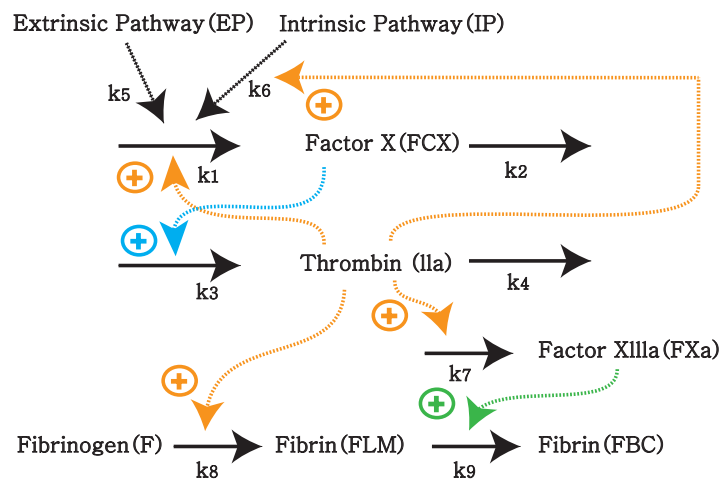 Extrinsic Pathway(EP) Intrinsic Pathway(IP)
k5 k6
+
Factor X(FCX)
k1 k2
+
+
Thrombin (lla)
k3 k4
+
Factor XllIa(FXa)
k7
+
+
Fibrinogen(F) Fibrin(FLM) Fibrin(FBC)
k8 k9